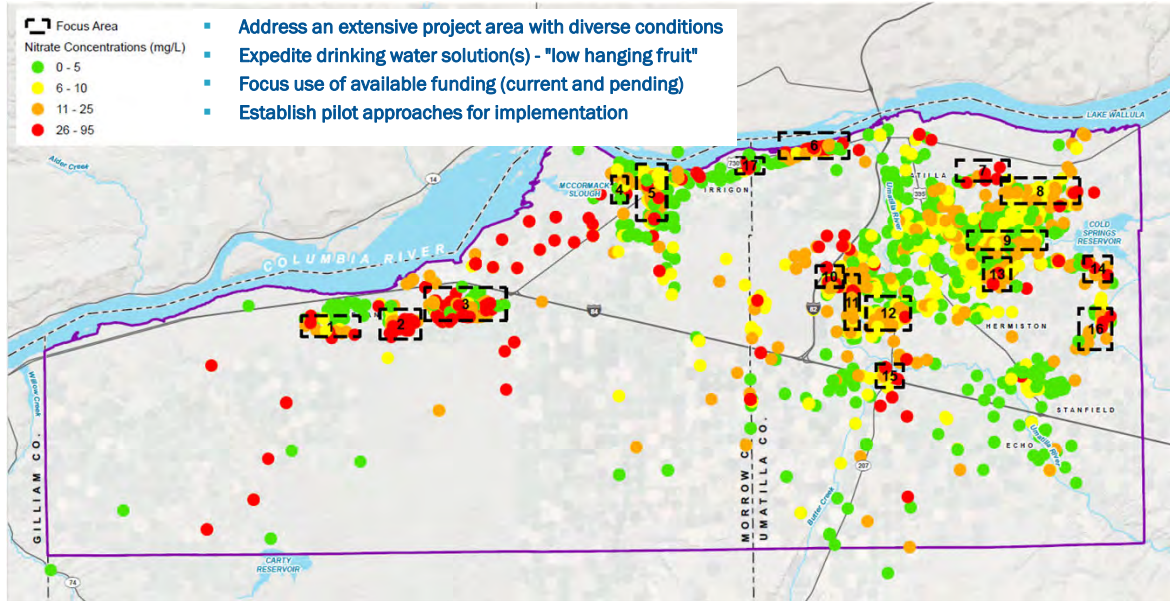 Focus Area
Nitrate Concentrations (mg/L)
0 - 5
6 - 10
11 - 25
26 - 95
▪ Address an extensive project area with diverse conditions
▪ Expedite drinking water solution(s) - "low hanging fruit"
▪ Focus use of available funding (current and pending)
▪ Establish pilot approaches for implementation
LAKE WALLULA
Alder Creek
14
6
730
17
IRRIGON
MCCORMACK
SLOUGH
4
5
Umatilla River
ATILLA
395
7
8
9
COLD
SPRINGS
RESERVOIR
COLUMBIA RIVER
10
11
12
13
14
16
82
84
1
2
3
HERMISTON
15
STANFIELD
ECHO
Umatilla River
207
Butter Creek
Willow Creek
GILLIAM CO.
MORROW C
UMATILLA CO.
CARTY
RESERVOIR
74